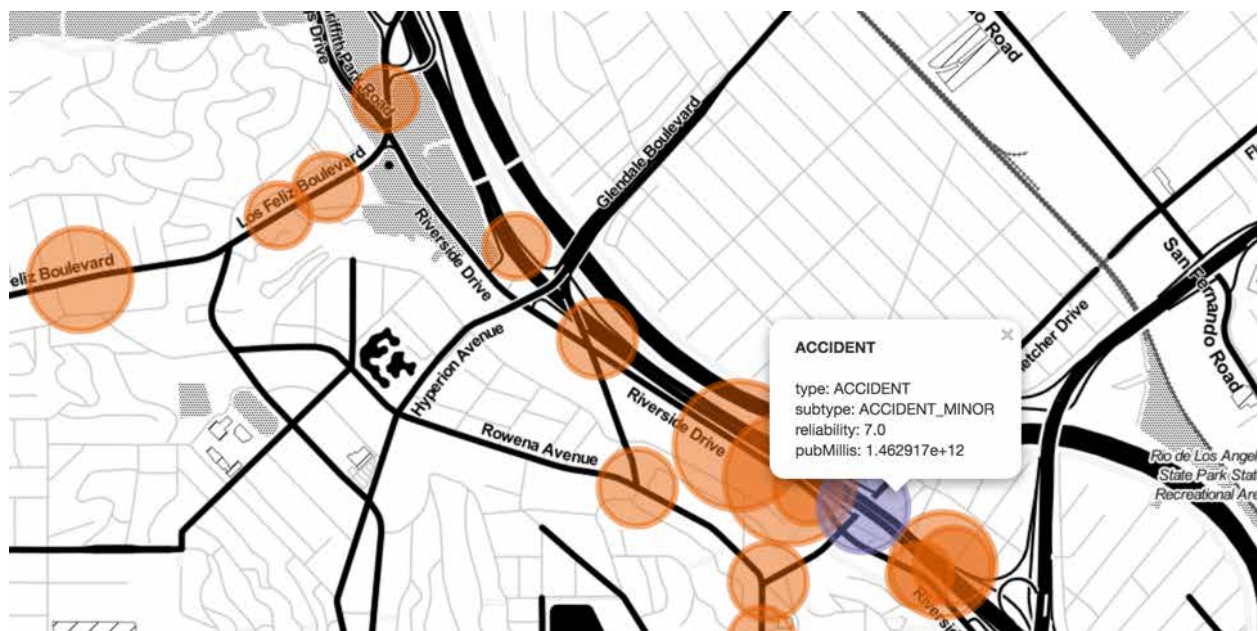 Griffith Park Road
s Drive
o Road
Glendale Boulevard
Los Feliz Boulevard
Riverside Drive
eliz Boulevard
San Fernando Road
etcher Drive
Hyperion Avenue
ACCIDENT
×
type: ACCIDENT
subtype: ACCIDENT_MINOR
reliability: 7.0
pubMillis: 1.462917e+12
Riverside Drive
Rowena Avenue
Rio de Los Angel
State Park Stat
Recreational Are
Riversi